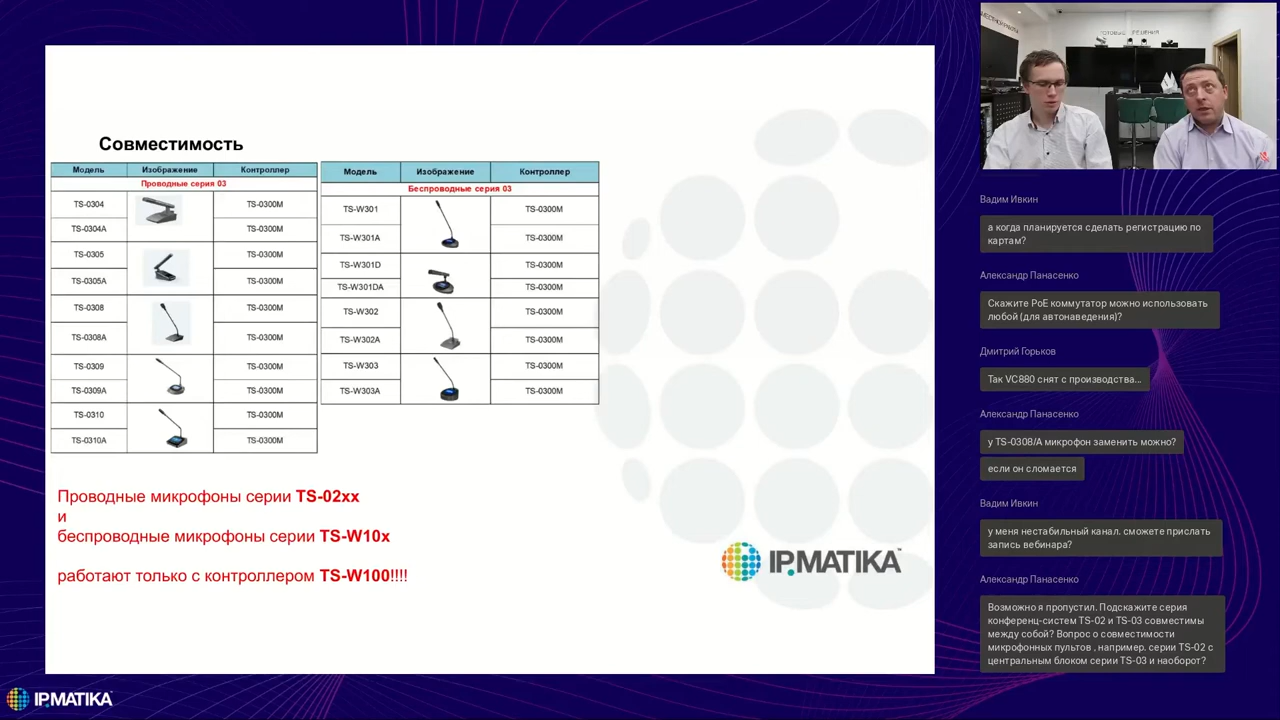 Совместимость
Модель Изображение Контроллер
Проводные серия 03
TS-0304 TS-0300M
TS-0304A TS-0300M
TS-0305 TS-0300M
TS-0305A TS-0300M
TS-0308 TS-0300M
TS-0308A TS-0300M
TS-0309 TS-0300M
TS-0309A TS-0300M
TS-0310 TS-0300M
TS-0310A TS-0300M
Модель Изображение Контроллер
Беспроводные серия 03
TS-W301 TS-0300M
TS-W301A TS-0300M
TS-W301D TS-0300M
TS-W301DA TS-0300M
TS-W302 TS-0300M
TS-W302A TS-0300M
TS-W303 TS-0300M
TS-W303A TS-0300M
Проводные микрофоны серии TS-02xx
и
беспроводные микрофоны серии TS-W10x
работают только с контроллером TS-W100!!!!
IP.MATIKA™
IP.MATIKA™
Вадим Ивкин
а когда планируется сделать регистрацию по
картам?
Александр Панасенко
Скажите PoE коммутатор можно использовать
любой (для автонаведения)?
Дмитрий Горьков
Так VC880 снят с производства...
Александр Панасенко
у TS-0308/A микрофон заменить можно?
если он сломается
Вадим Ивкин
у меня нестабильный канал. сможете прислать
запись вебинара?
Александр Панасенко
Возможно я пропустил. Подскажите серия
конференц-систем TS-02 и TS-03 совместимы
между собой? Вопрос о совместимости
микрофонных пультов , например. серии TS-02 с
центральным блоком серии TS-03 и наоборот?